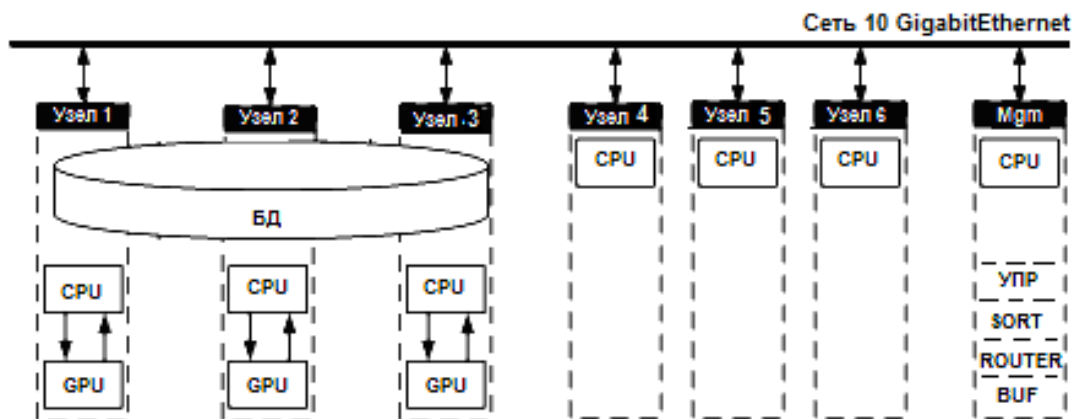 Сеть 10 GigabitEthernet
Узел 1 Узел 2 Узел 3 Узел 4 Узел 5 Узел 6 Mgm
CPU CPU CPU CPU
БД
CPU CPU CPU
УПР
SORT
ROUTER
GPU GPU GPU
BUF